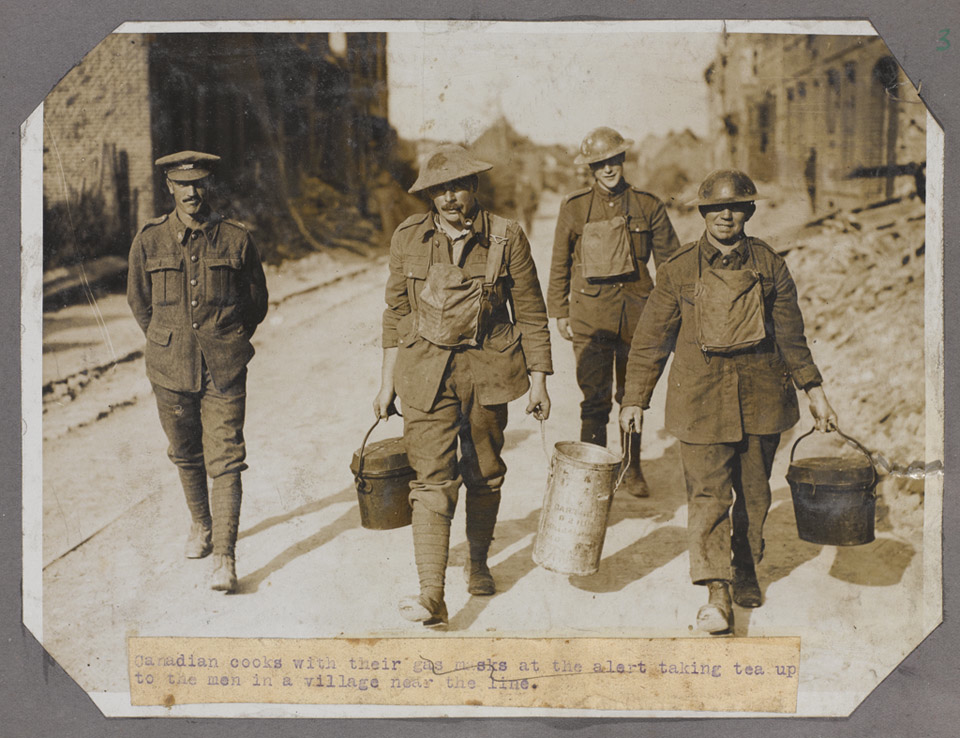 3
Canadian cooks with their gas masks at the alert taking tea up
to the men in a village near the line.